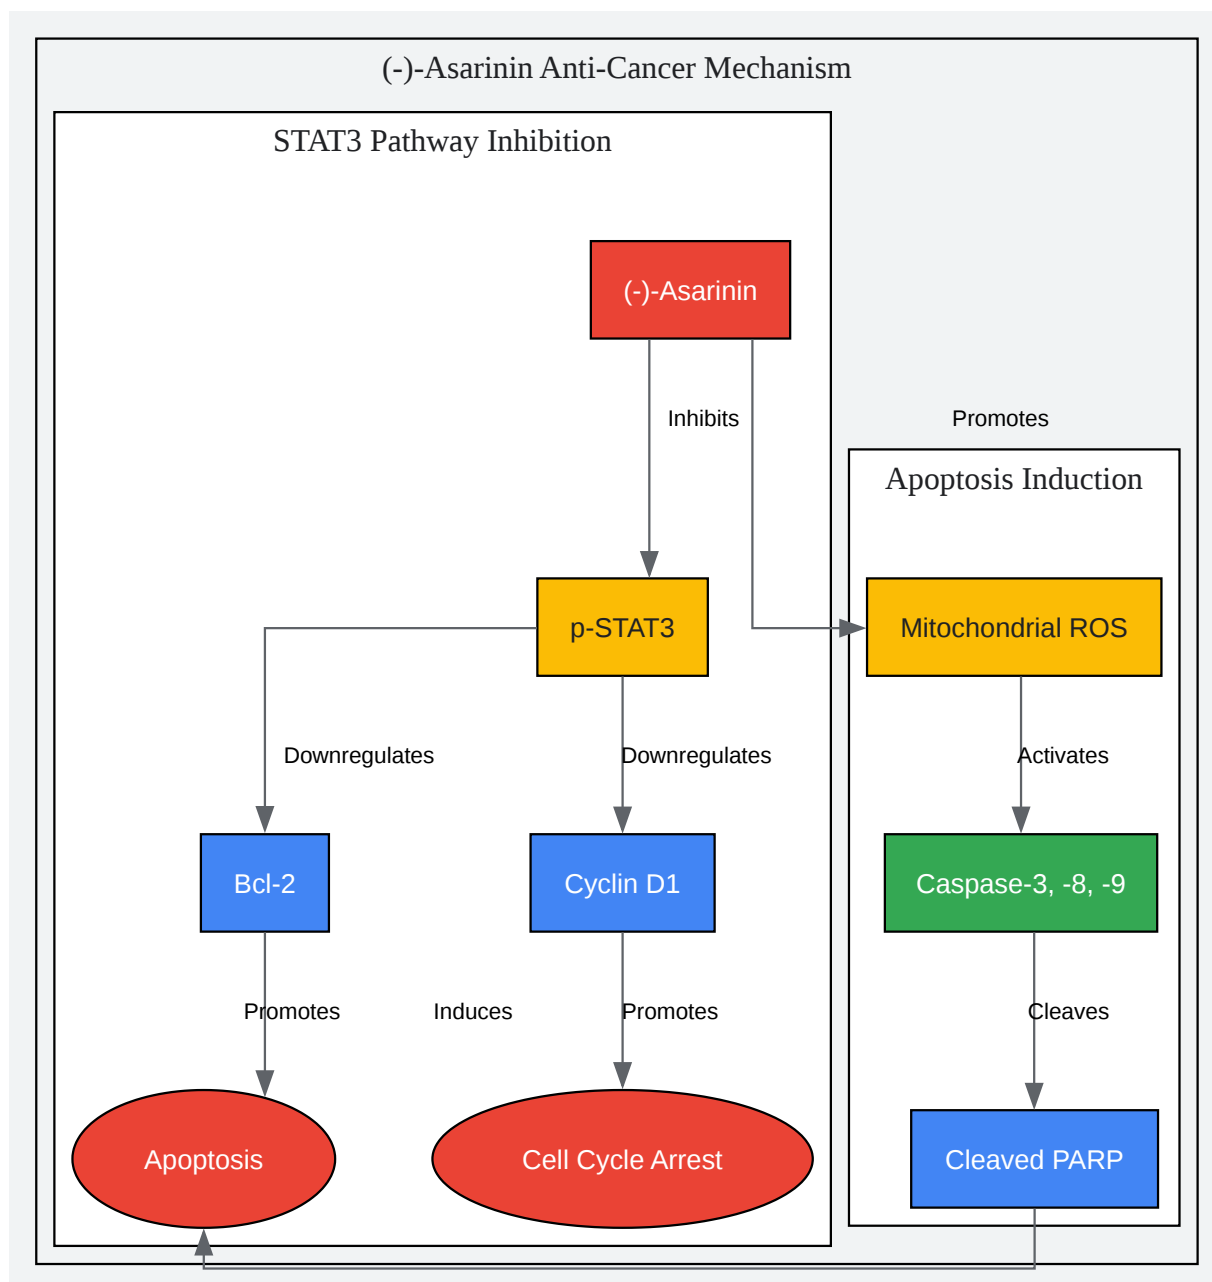 (-)-Asarinin Anti-Cancer Mechanism
STAT3 Pathway Inhibition
(-)-Asarinin
Inhibits
Promotes
Apoptosis Induction
p-STAT3
Mitochondrial ROS
Downregulates
Downregulates
Activates
Bcl-2
Cyclin D1
Caspase-3, -8, -9
Promotes
Induces
Promotes
Cleaves
Apoptosis
Cell Cycle Arrest
Cleaved PARP